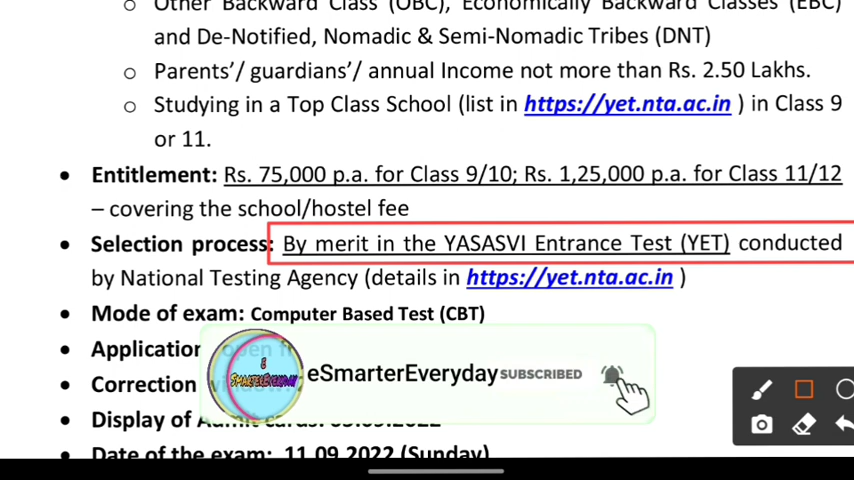 Other Backward Class (OBC), Economically Backward Classes (EBC)
and De-Notified, Nomadic & Semi-Nomadic Tribes (DNT)
Parents’/ guardians’/ annual Income not more than Rs. 2.50 Lakhs.
Studying in a Top Class School (list in https://yet.nta.ac.in ) in Class 9
or 11.
Entitlement: Rs. 75,000 p.a. for Class 9/10; Rs. 1,25,000 p.a. for Class 11/12
– covering the school/hostel fee
Selection process: By merit in the YASASVI Entrance Test (YET) conducted
by National Testing Agency (details in https://yet.nta.ac.in )
Mode of exam: Computer Based Test (CBT)
Application open
E
SMARTEREVERYDAY
eSmarterEveryday SUBSCRIBED
Correction
Display of Admit cards:
Date of the exam: 11.09.2022 (Sunday)